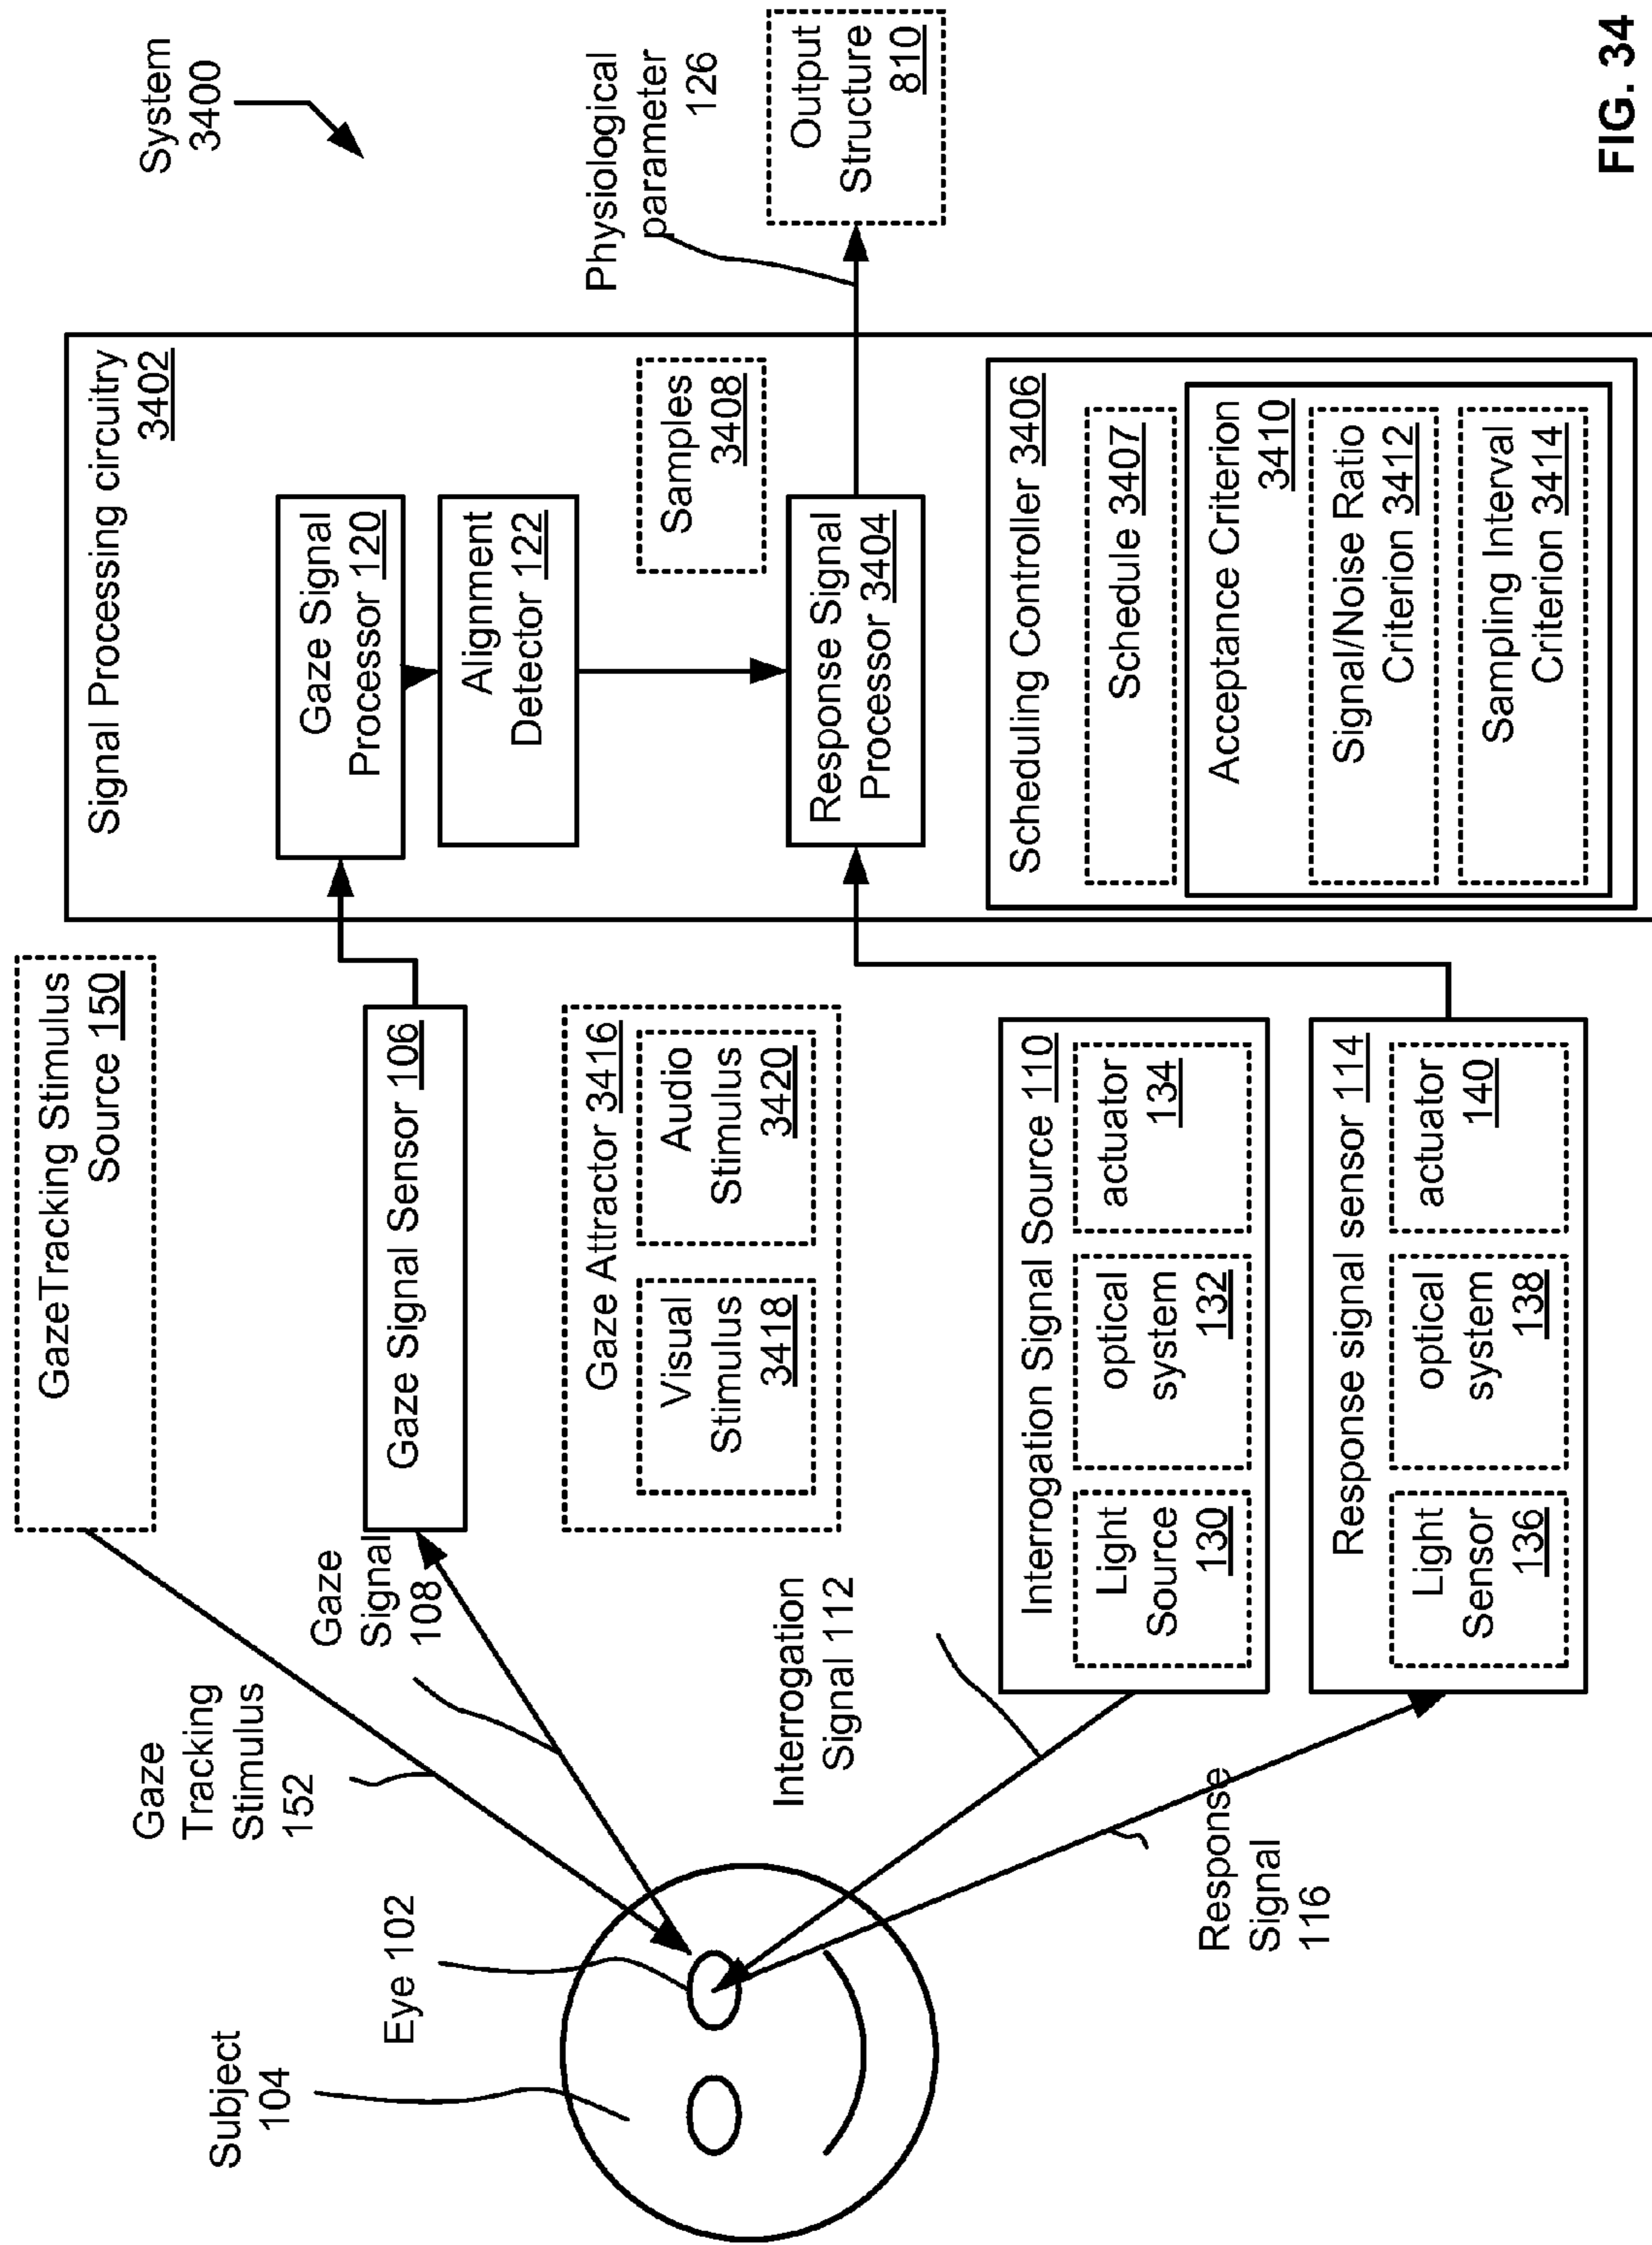 System
3400
GazeTracking Stimulus
Source 150
Signal Processing circuitry
3402
Gaze
Tracking
Stimulus
152
Subject
104
Eye 102
Gaze
Signal
108
Gaze Signal Sensor 106
Gaze Signal
Processor 120
Alignment
Detector 122
Samples
3408
Physiological
parameter
126
Gaze Attractor 3416
Visual
Stimulus
3418
Audio
Stimulus
3420
Response Signal
Processor 3404
Output
Structure
810
Interrogation
Signal 112
Interrogation Signal Source 110
Light
Source
130
optical
system
132
actuator
134
Scheduling Controller 3406
Schedule 3407
Acceptance Criterion
3410
Signal/Noise Ratio
Criterion 3412
Sampling Interval
Criterion 3414
Response
Signal
116
Response signal sensor 114
Light
Sensor
136
optical
system
138
actuator
140
FIG. 34